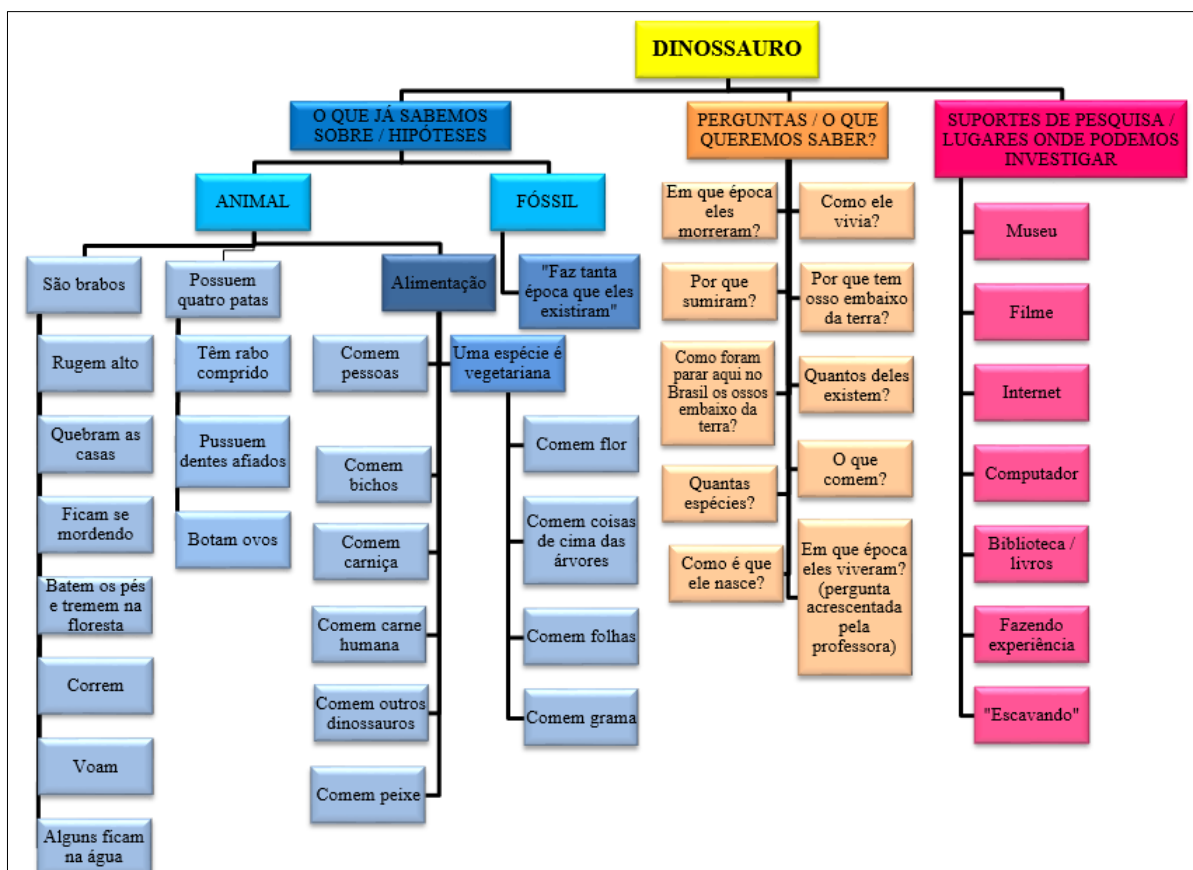 DINOSSAURO
O QUE JÁ SABEMOS
SOBRE / HIPÓTESES
ANIMAL
FÓSSIL
São brabos
Rugem alto
Quebram as
casas
Ficam se
mordendo
Batem os pés
e tremem na
floresta
Correm
Voam
Alguns ficam
na água
Possuem
quatro patas
Têm rabo
comprido
Pussuem
dentes afiados
Botam ovos
Alimentação
Comem
pessoas
Comem
bichos
Comem
carniça
Comem carne
humana
Comem outros
dinossauros
Comem peixe
Uma espécie é
vegetariana
Comem flor
Comem coisas
de cima das
árvores
Comem folhas
Comem grama
"Faz tanta
época que eles
existiram"
PERGUNTAS / O QUE
QUEREMOS SABER?
Em que época
eles
morreram?
Como ele
vivia?
Por que
sumiram?
Por que tem
osso embaixo
da terra?
Como foram
parar aqui no
Brasil os ossos
embaixo da
terra?
Quantos deles
existem?
Quantas
espécies?
O que
comem?
Como é que
ele nasce?
Em que época
eles viveram?
(pergunta
acrescentada
pela
professora)
SUPORTES DE PESQUISA /
LUGARES ONDE PODEMOS
INVESTIGAR
Museu
Filme
Internet
Computador
Biblioteca /
livros
Fazendo
experiência
"Escavando"